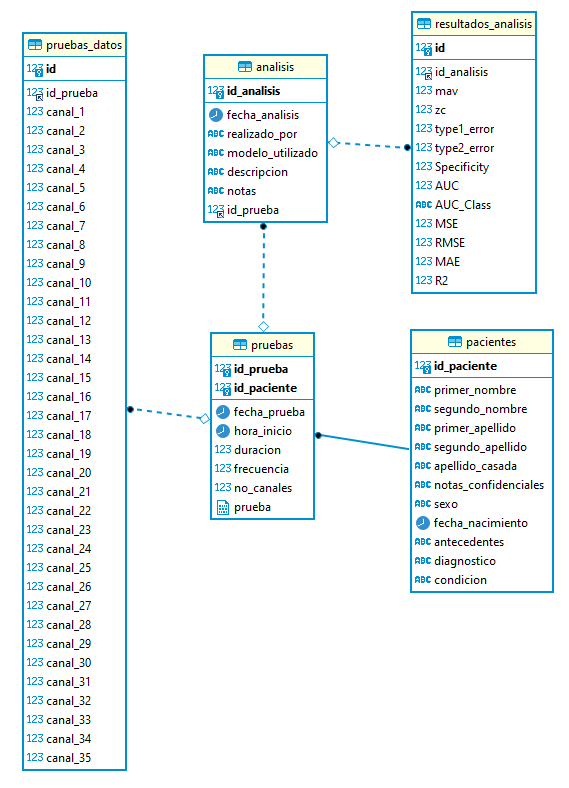 pruebas_datos
123 id
123 id_prueba
123 canal_1
123 canal_2
123 canal_3
123 canal_4
123 canal_5
123 canal_6
123 canal_7
123 canal_8
123 canal_9
123 canal_10
123 canal_11
123 canal_12
123 canal_13
123 canal_14
123 canal_15
123 canal_16
123 canal_17
123 canal_18
123 canal_19
123 canal_20
123 canal_21
123 canal_22
123 canal_23
123 canal_24
123 canal_25
123 canal_26
123 canal_27
123 canal_28
123 canal_29
123 canal_30
123 canal_31
123 canal_32
123 canal_33
123 canal_34
123 canal_35
analisis
123 id_analisis
fecha_analisis
ABC realizado_por
ABC modelo_utilizado
ABC descripcion
ABC notas
123 id_prueba
resultados_analisis
123 id
123 id_analisis
123 mav
123 zc
123 type1_error
123 type2_error
123 Specificity
123 AUC
ABC AUC_Class
123 MSE
123 RMSE
123 MAE
123 R2
pruebas
123 id_prueba
123 id_paciente
fecha_prueba
hora_inicio
123 duracion
123 frecuencia
123 no_canales
prueba
pacientes
123 id_paciente
ABC primer_nombre
ABC segundo_nombre
ABC primer_apellido
ABC segundo_apellido
ABC apellido_casada
ABC notas_confidenciales
ABC sexo
fecha_nacimiento
ABC antecedentes
ABC diagnostico
ABC condicion